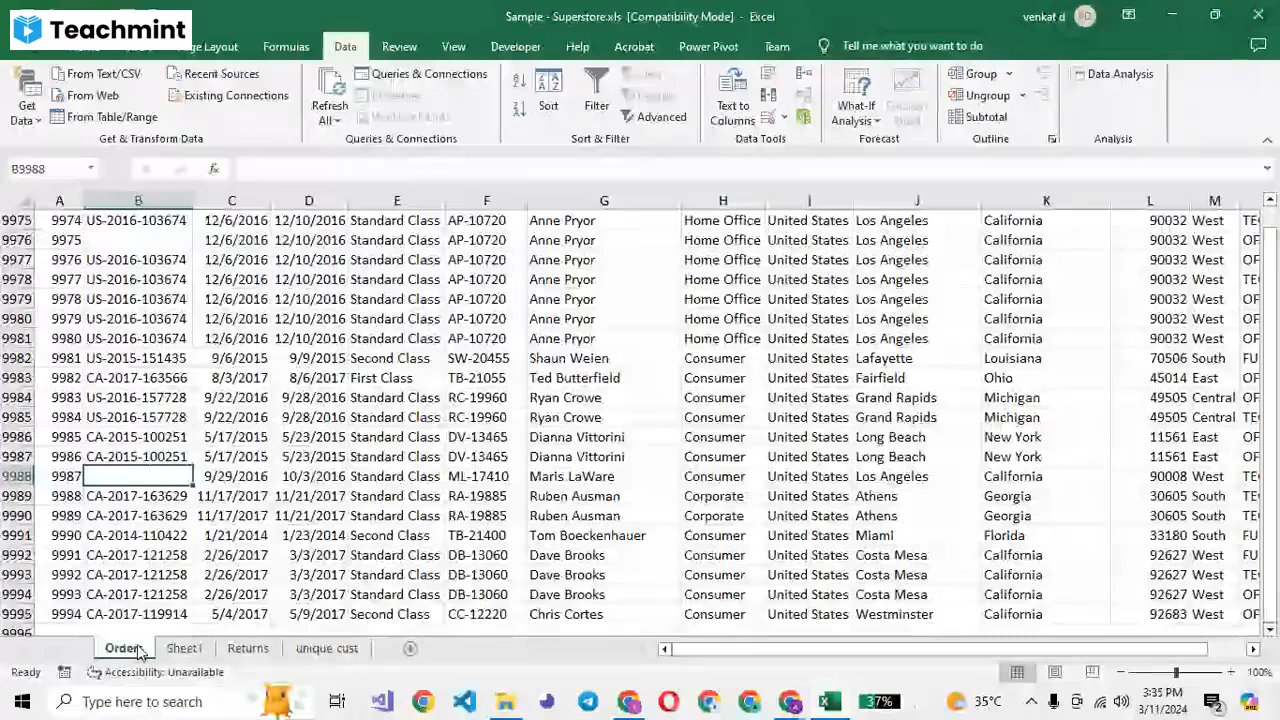 Teachmint
Sample - Superstore.xls [Compatibility Mode] - Excel
venkat d
Page Layout Formulas Data Review View Developer Help Acrobat Power Pivot Team Tell me what you want to do
Get Data
From Text/CSV
From Web
From Table/Range
Recent Sources
Existing Connections
Get & Transform Data
Refresh All
Queries & Connections
Queries & Connections
Sort
Filter
Advanced
Sort & Filter
Text to Columns
Data Tools
What-If Analysis
Forecast
Group
Ungroup
Subtotal
Outline
Data Analysis
Analysis
B9988 fx
A B C D E F G H I J K L M
9975 9974 US-2016-103674 12/6/2016 12/10/2016 Standard Class AP-10720 Anne Pryor Home Office United States Los Angeles California 90032 West TE
9976 9975 12/6/2016 12/10/2016 Standard Class AP-10720 Anne Pryor Home Office United States Los Angeles California 90032 West OF
9977 9976 US-2016-103674 12/6/2016 12/10/2016 Standard Class AP-10720 Anne Pryor Home Office United States Los Angeles California 90032 West OF
9978 9977 US-2016-103674 12/6/2016 12/10/2016 Standard Class AP-10720 Anne Pryor Home Office United States Los Angeles California 90032 West TE
9979 9978 US-2016-103674 12/6/2016 12/10/2016 Standard Class AP-10720 Anne Pryor Home Office United States Los Angeles California 90032 West OF
9980 9979 US-2016-103674 12/6/2016 12/10/2016 Standard Class AP-10720 Anne Pryor Home Office United States Los Angeles California 90032 West OF
9981 9980 US-2016-103674 12/6/2016 12/10/2016 Standard Class AP-10720 Anne Pryor Home Office United States Los Angeles California 90032 West OF
9982 9981 US-2015-151435 9/6/2015 9/9/2015 Second Class SW-20455 Shaun Weien Consumer United States Lafayette Louisiana 70506 South FU
9983 9982 CA-2017-163566 8/3/2017 8/6/2017 First Class TB-21055 Ted Butterfield Consumer United States Fairfield Ohio 45014 East OF
9984 9983 US-2016-157728 9/22/2016 9/28/2016 Standard Class RC-19960 Ryan Crowe Consumer United States Grand Rapids Michigan 49505 Central OF
9985 9984 US-2016-157728 9/22/2016 9/28/2016 Standard Class RC-19960 Ryan Crowe Consumer United States Grand Rapids Michigan 49505 Central TE
9986 9985 CA-2015-100251 5/17/2015 5/23/2015 Standard Class DV-13465 Dianna Vittorini Consumer United States Long Beach New York 11561 East OF
9987 9986 CA-2015-100251 5/17/2015 5/23/2015 Standard Class DV-13465 Dianna Vittorini Consumer United States Long Beach New York 11561 East OF
9988 9987 9/29/2016 10/3/2016 Standard Class ML-17410 Maris LaWare Consumer United States Los Angeles California 90008 West TE
9989 9988 CA-2017-163629 11/17/2017 11/21/2017 Standard Class RA-19885 Ruben Ausman Corporate United States Athens Georgia 30605 South TE
9990 9989 CA-2017-163629 11/17/2017 11/21/2017 Standard Class RA-19885 Ruben Ausman Corporate United States Athens Georgia 30605 South TE
9991 9990 CA-2014-110422 1/21/2014 1/23/2014 Second Class TB-21400 Tom Boeckenhauer Consumer United States Miami Florida 33180 South FU
9992 9991 CA-2017-121258 2/26/2017 3/3/2017 Standard Class DB-13060 Dave Brooks Consumer United States Costa Mesa California 92627 West FU
9993 9992 CA-2017-121258 2/26/2017 3/3/2017 Standard Class DB-13060 Dave Brooks Consumer United States Costa Mesa California 92627 West TE
9994 9993 CA-2017-121258 2/26/2017 3/3/2017 Standard Class DB-13060 Dave Brooks Consumer United States Costa Mesa California 92627 West OF
9995 9994 CA-2017-119914 5/4/2017 5/9/2017 Second Class CC-12220 Chris Cortes Consumer United States Westminster California 92683 West OF
9996
Orders Sheet1 Returns unique cust
Ready Accessibility: Unavailable 100%
Type here to search 37% 35°C 3:35 PM
3/11/2024